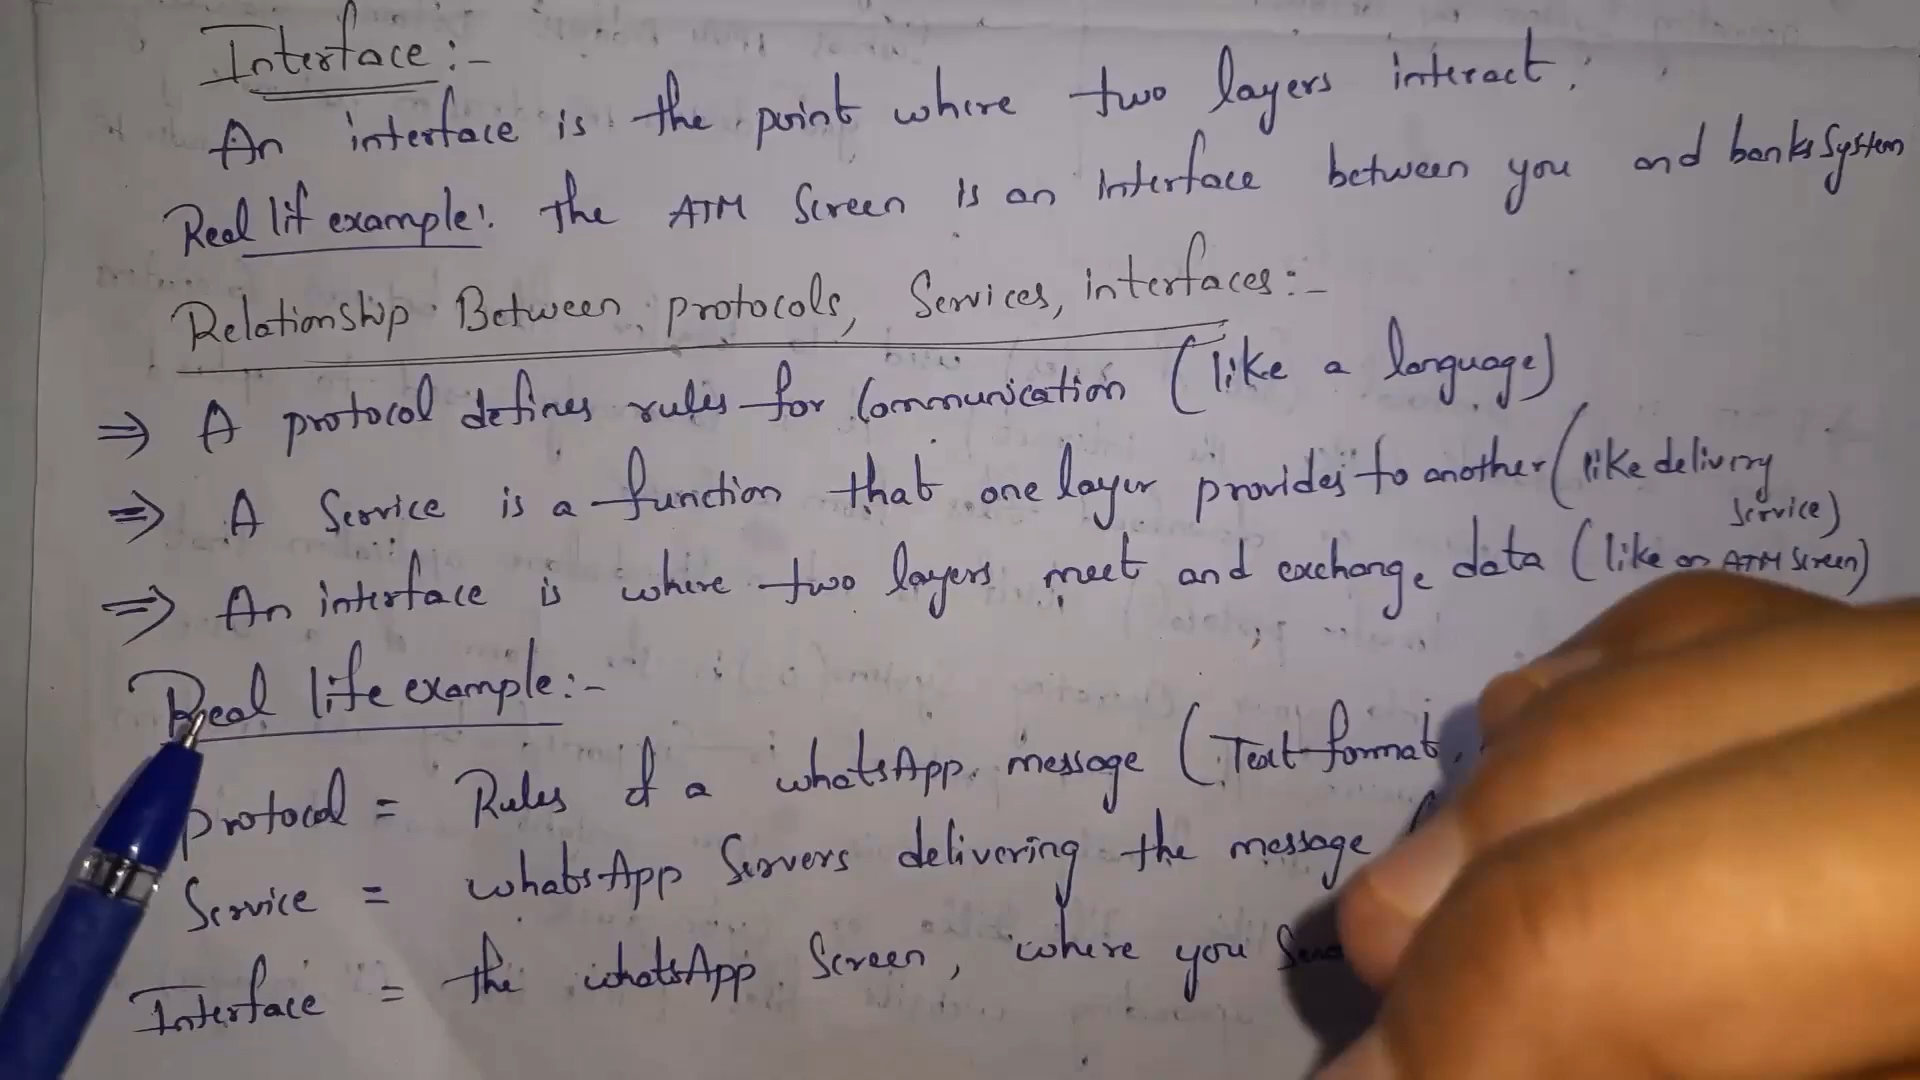 Interface:-
An interface is the point where two layers interact.
Real lif example: the ATM Screen is an interface between you and banks System
Relationship Between protocols, Services, interfaces:-
⇒ A protocol defines rules for Communication (like a language)
⇒ A Service is a function that one layer provides to another (like delivery
service)
⇒ An interface is where two layers meet and exchange data (like an ATM Screen)
Real life example:-
protocol = Rules of a whatsApp message (Text format,
Service = whatsApp Servers delivering the message (
Interface = the whatsApp Screen, where you